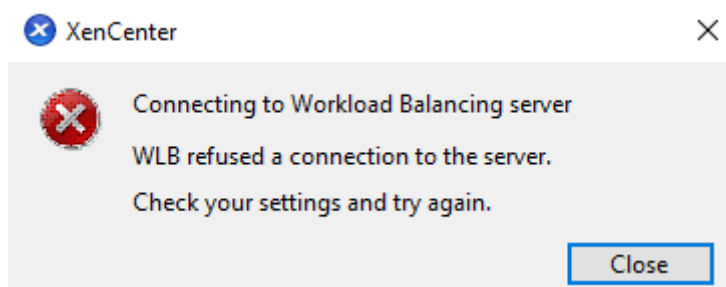 XenCenter
Connecting to Workload Balancing server
WLB refused a connection to the server.
Check your settings and try again.
Close